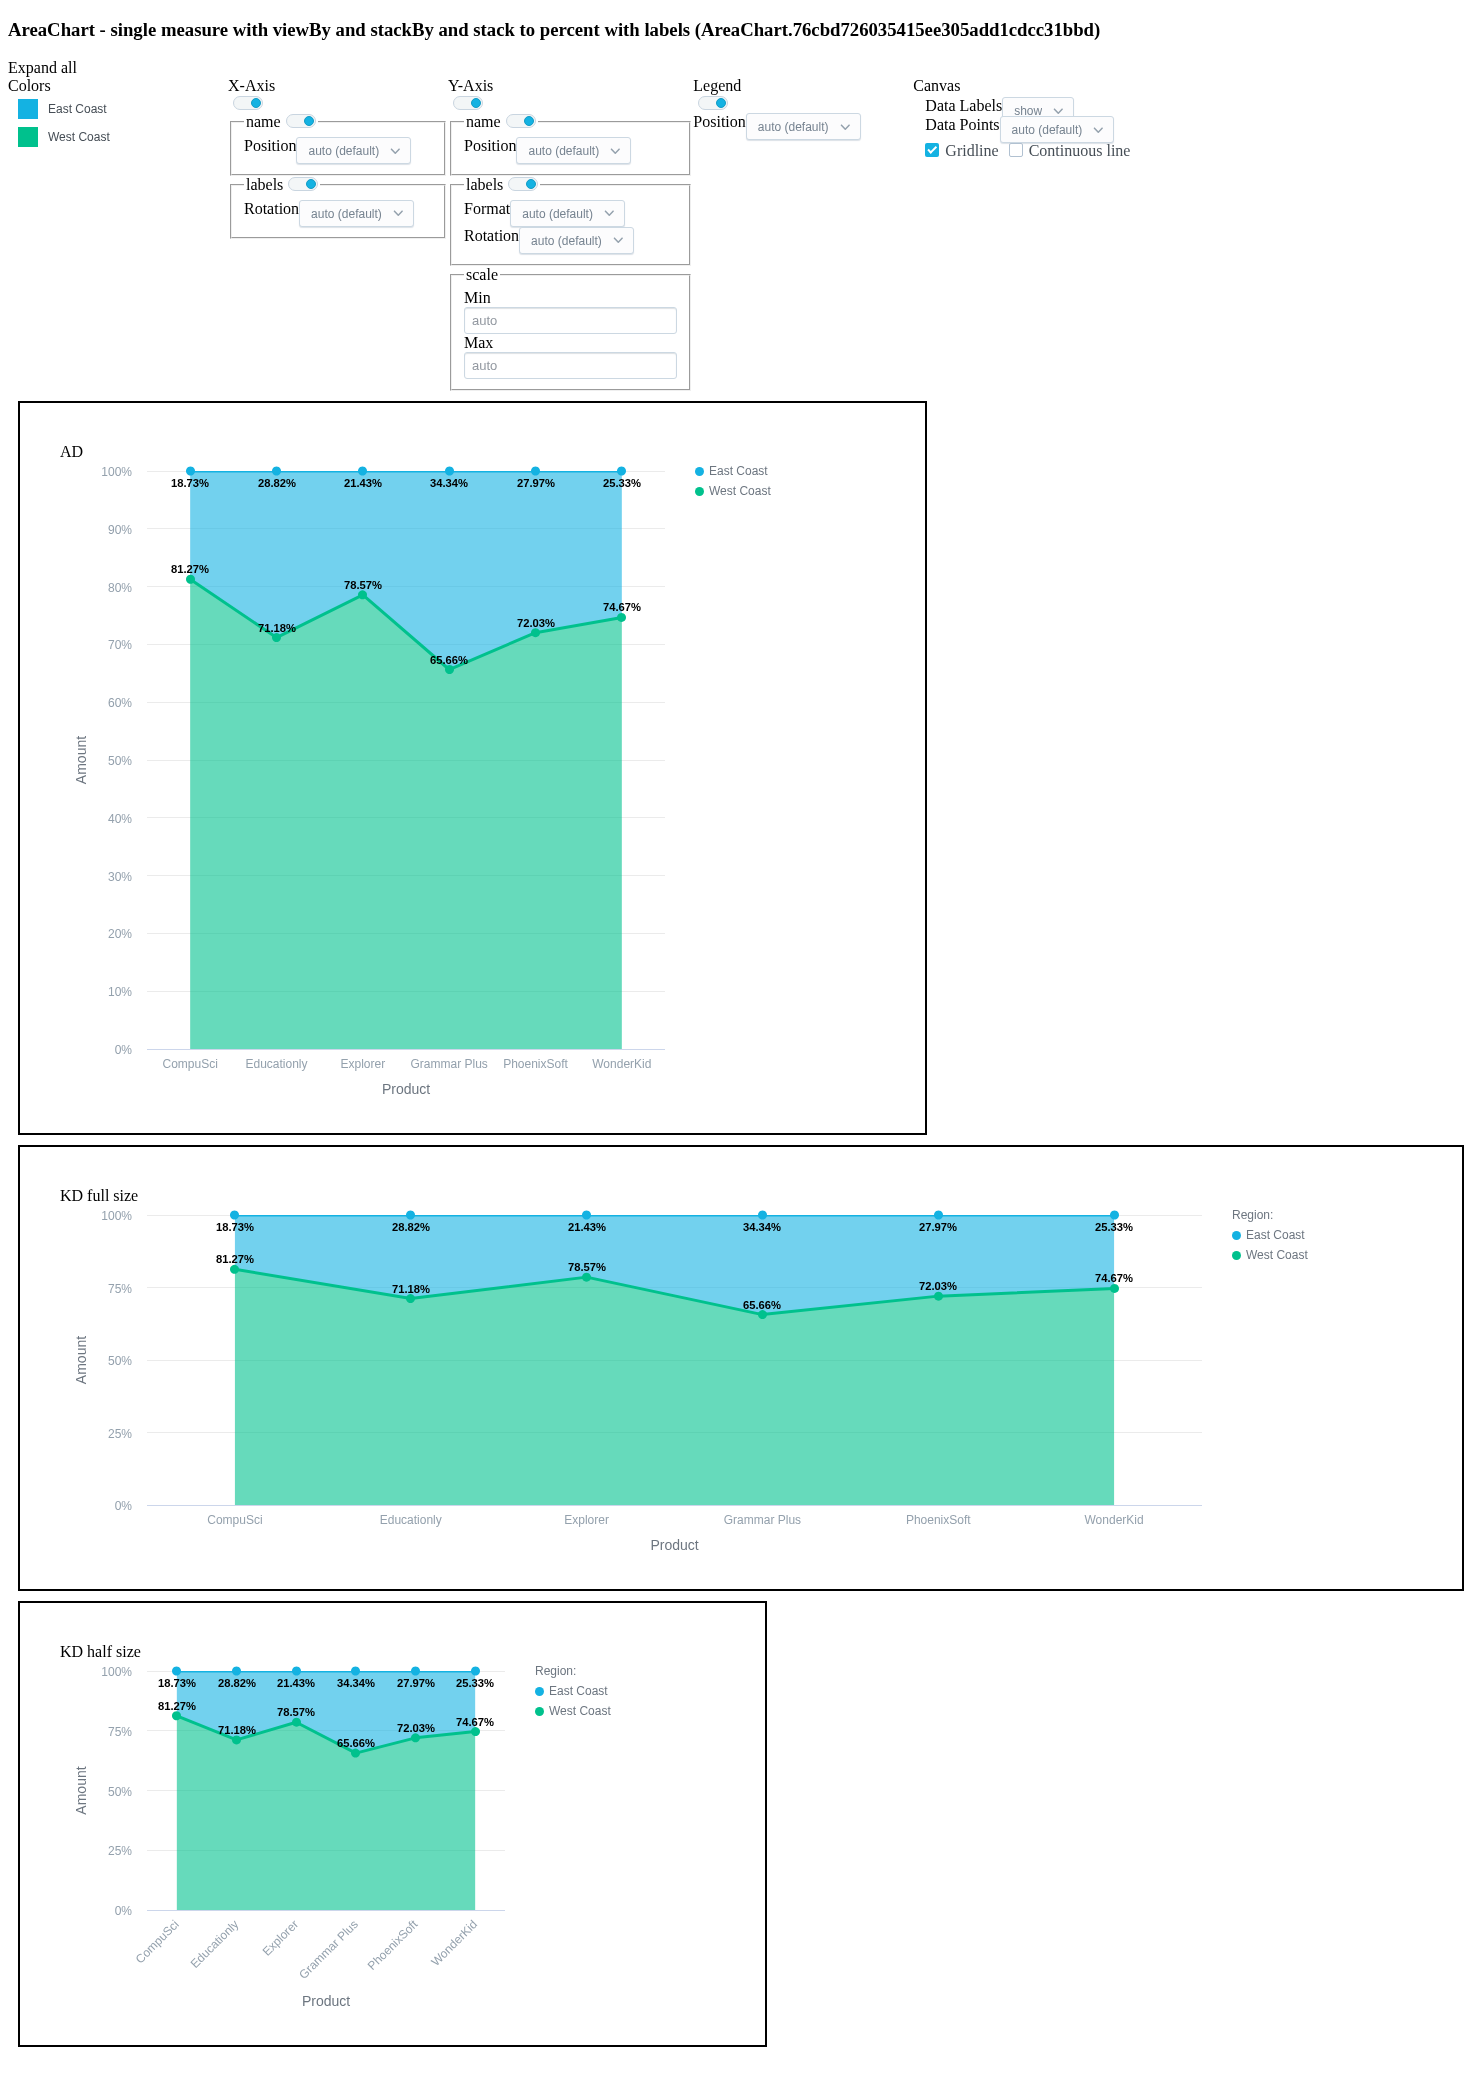 AreaChart - single measure with viewBy and stackBy and stack to percent with labels (AreaChart.76cbd726035415ee305add1cdcc31bbd)
Expand all
Colors
East Coast
West Coast
X-Axis
name
Position auto (default)
labels
Rotation auto (default)
Y-Axis
name
Position auto (default)
labels
Format auto (default)
Rotation auto (default)
scale
Min
auto
Max
auto
Legend
Position auto (default)
Canvas
Data Labels show
Data Points auto (default)
Gridline Continuous line
AD
100%
90%
80%
70%
60%
50%
40%
30%
20%
10%
0%
Amount
18.73% 28.82% 21.43% 34.34% 27.97% 25.33%
81.27% 71.18% 78.57% 65.66% 72.03% 74.67%
CompuSci Educationly Explorer Grammar Plus PhoenixSoft WonderKid
Product
East Coast
West Coast
KD full size
100%
75%
50%
25%
0%
Amount
18.73% 28.82% 21.43% 34.34% 27.97% 25.33%
81.27% 71.18% 78.57% 65.66% 72.03% 74.67%
CompuSci Educationly Explorer Grammar Plus PhoenixSoft WonderKid
Product
Region:
East Coast
West Coast
KD half size
100%
75%
50%
25%
0%
Amount
18.73% 28.82% 21.43% 34.34% 27.97% 25.33%
81.27% 71.18% 78.57% 65.66% 72.03% 74.67%
CompuSci Educationly Explorer Grammar Plus PhoenixSoft WonderKid
Product
Region:
East Coast
West Coast